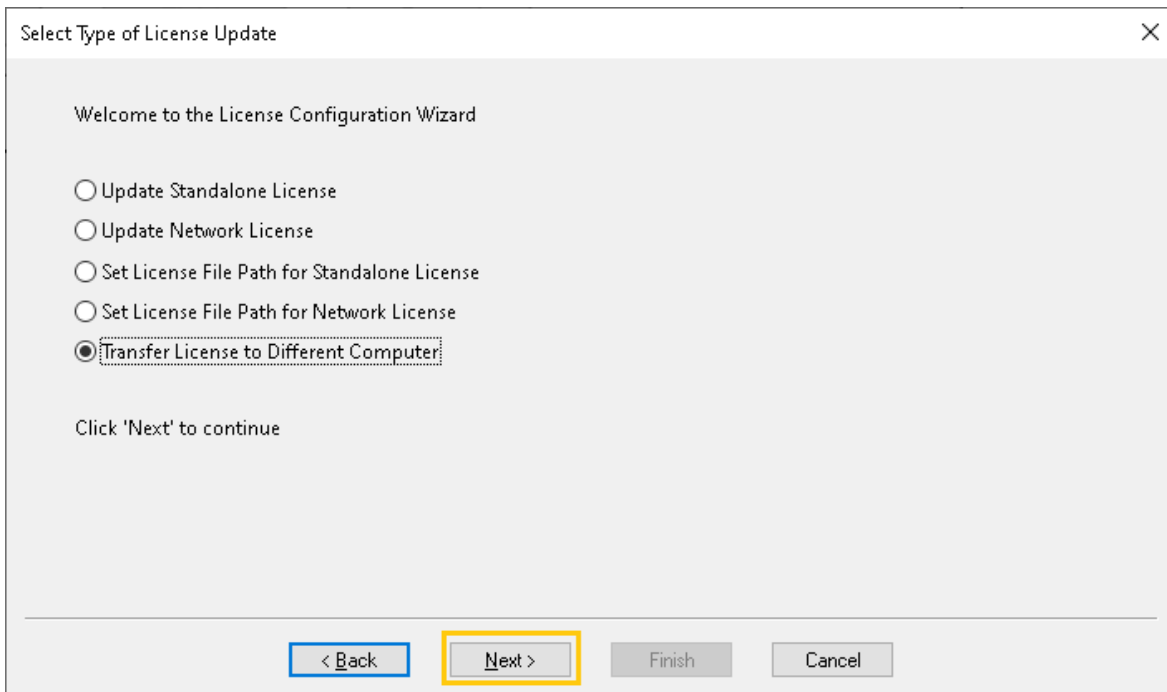 Select Type of License Update
Welcome to the License Configuration Wizard
Update Standalone License
Update Network License
Set License File Path for Standalone License
Set License File Path for Network License
Transfer License to Different Computer
Click 'Next' to continue
< Back Next > Finish Cancel